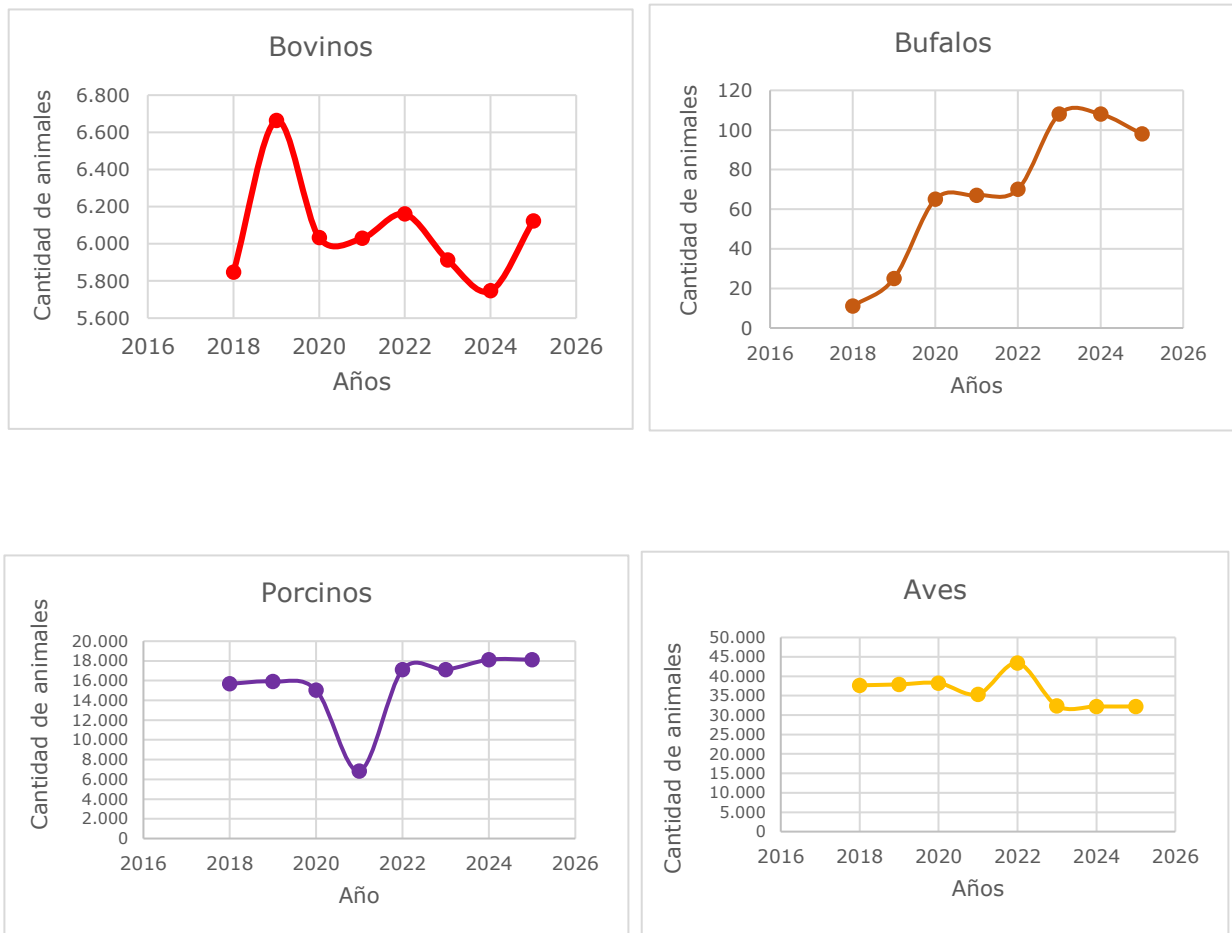 Bovinos
Cantidad de animales
6.800
6.600
6.400
6.200
6.000
5.800
5.600
2016 2018 2020 2022 2024 2026
Años
Bufalos
Cantidad de animales
120
100
80
60
40
20
0
2016 2018 2020 2022 2024 2026
Años
Porcinos
Cantidad de animales
20.000
18.000
16.000
14.000
12.000
10.000
8.000
6.000
4.000
2.000
0
2016 2018 2020 2022 2024 2026
Año
Aves
Cantidad de animales
50.000
45.000
40.000
35.000
30.000
25.000
20.000
15.000
10.000
5.000
0
2016 2018 2020 2022 2024 2026
Años